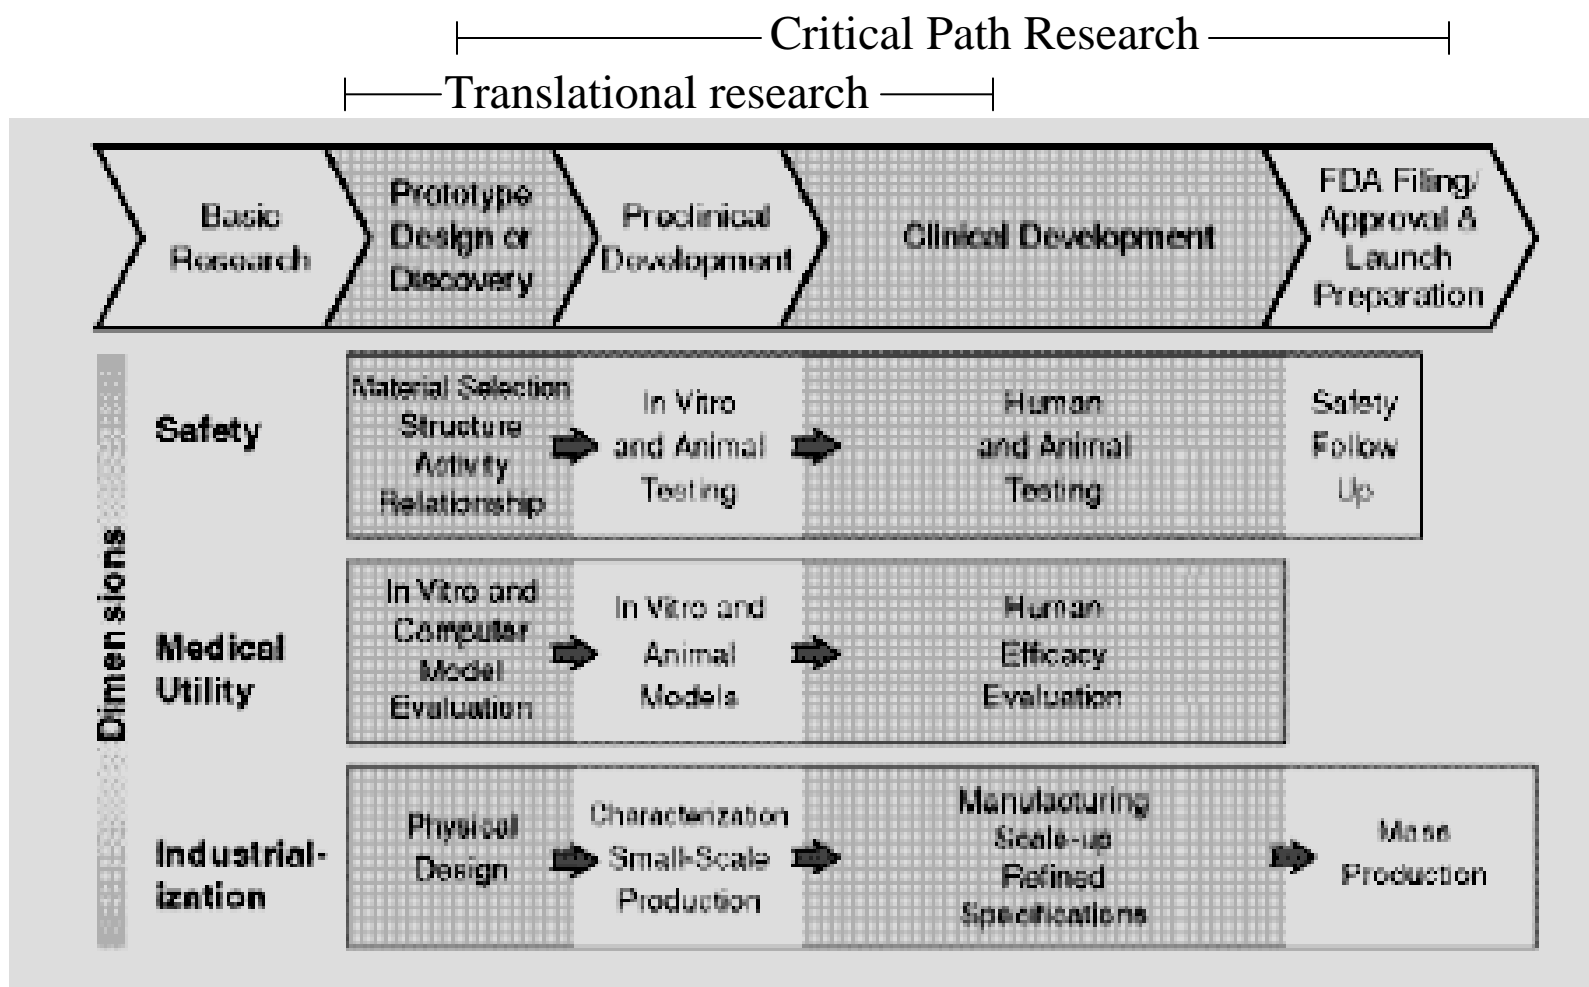 Critical Path Research
Translational research
Basic
Research
Prototype
Design or
Discovery
Preclinical
Development
Clinical Development
FDA Filing/
Approval &
Launch
Preparation
Dimensions
Safety
Material Selection
Structure
Activity
Relationship
In Vitro
and Animal
Testing
Human
and Animal
Testing
Safety
Follow
Up
Medical
Utility
In Vitro and
Computer
Model
Evaluation
In Vitro and
Animal
Models
Human
Efficacy
Evaluation
Industrial-
ization
Physical
Design
Characterization
Small-Scale
Production
Manufacturing
Scale-up
Refined
Specifications
Mass
Production